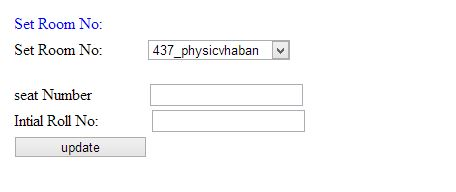 Set Room No:
Set Room No: 437_physicvhaban
seat Number
Intial Roll No:
update